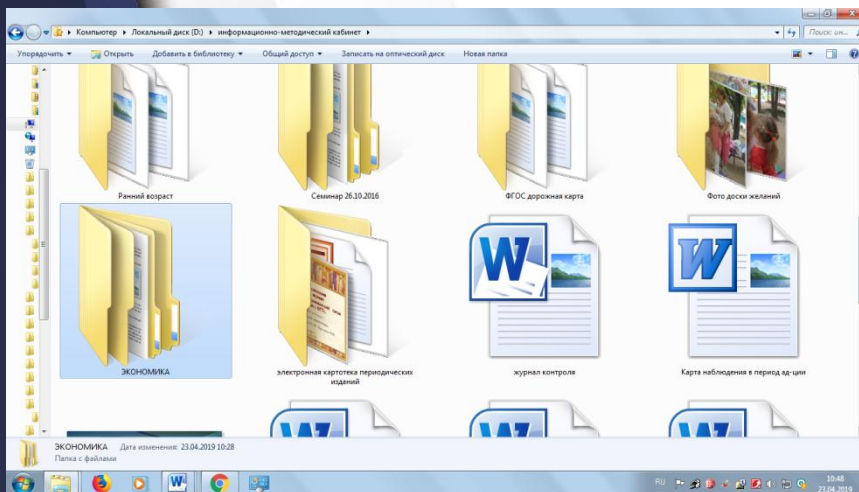 Компьютер ▸ Локальный диск (D:) ▸ информационно-методический кабинет ▸
Поиск: ин...
Упорядочить Открыть Добавить в библиотеку Общий доступ Записать на оптический диск Новая папка
Ранний возраст Семинар 26.10.2016 ФГОС дорожная карта Фото доски желаний
ЭКОНОМИКА электронная картотека периодических изданий журнал контроля Карта наблюдения в период ад-ции
ЭКОНОМИКА Дата изменения: 23.04.2019 10:28
Папка с файлами
RU 10:48
23.04.2019